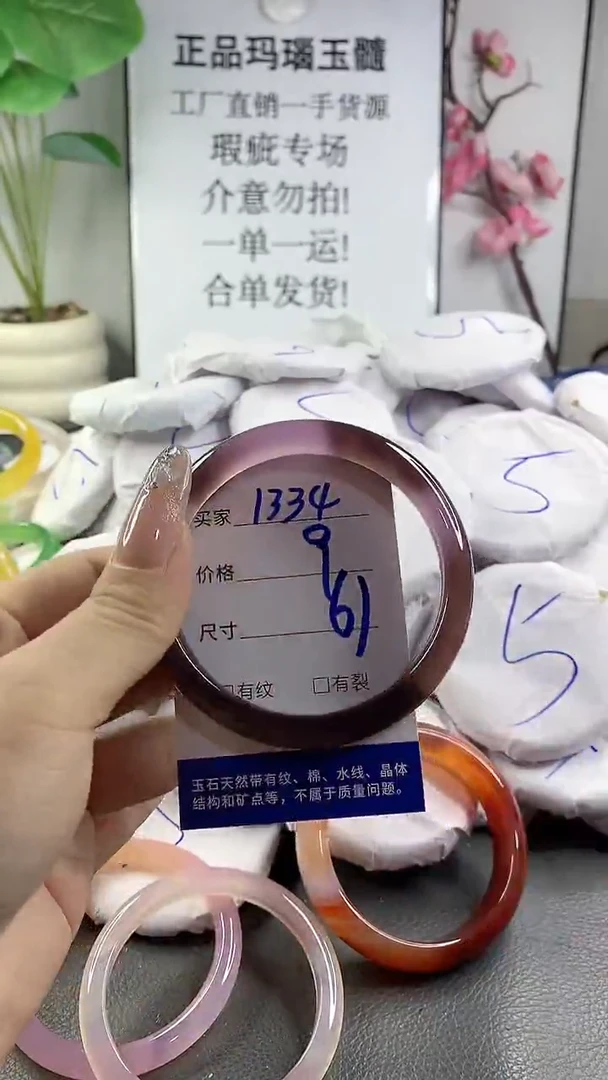 正品玛瑙玉髓
工厂直销一手货源
瑕疵专场
介意勿拍!
一单一运!
合单发货!
买家 1334
价格 9
尺寸 61
□有纹 □有裂
玉石天然带有纹、棉、水线、晶体
结构和矿点等，不属于质量问题。
5
5